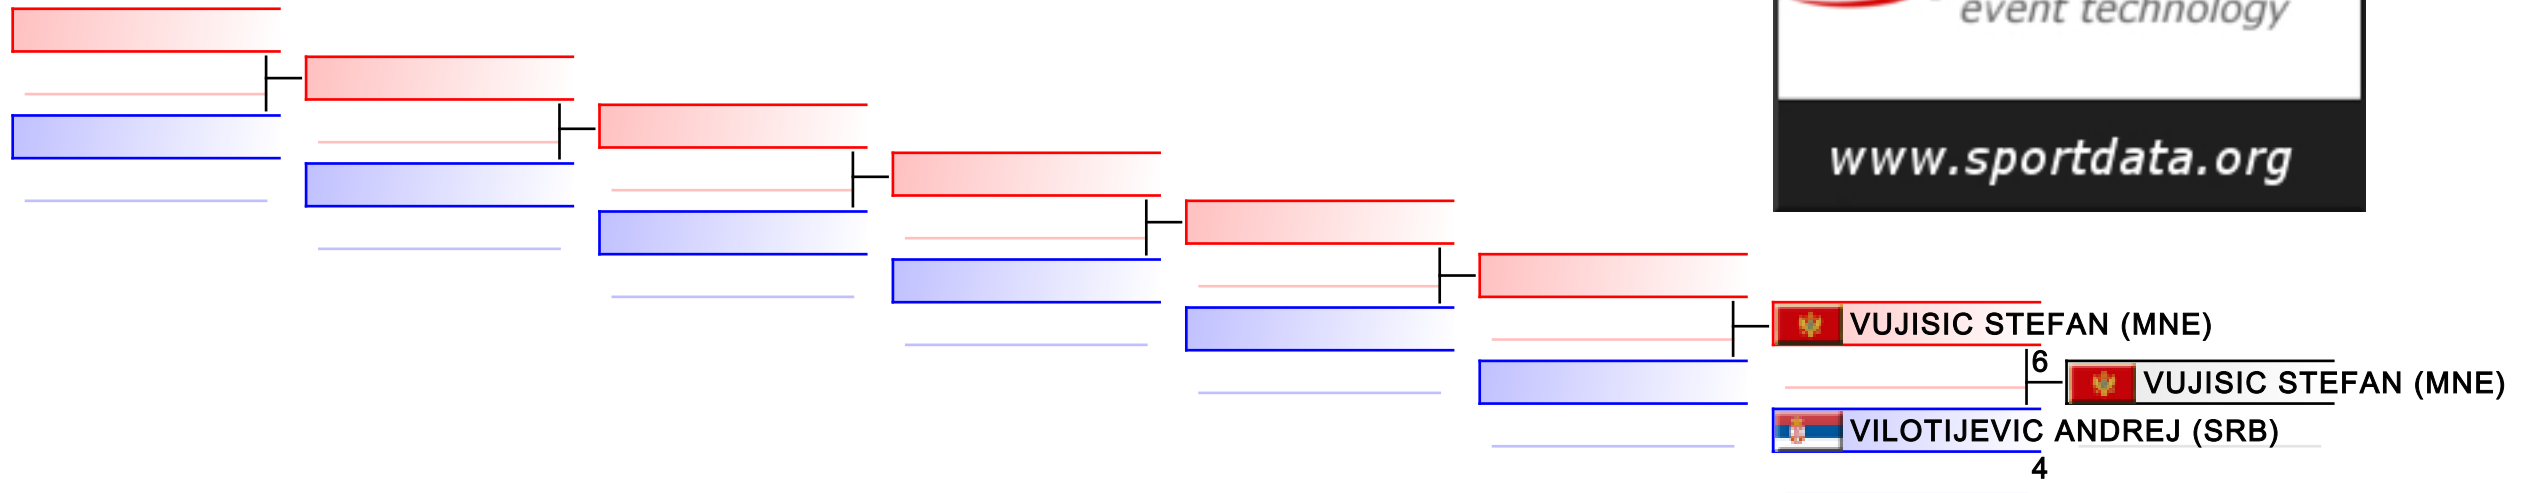 event technology
www.sportdata.org
VUJISIC STEFAN (MNE)
6
VUJISIC STEFAN (MNE)
VILOTIJEVIC ANDREJ (SRB)
4